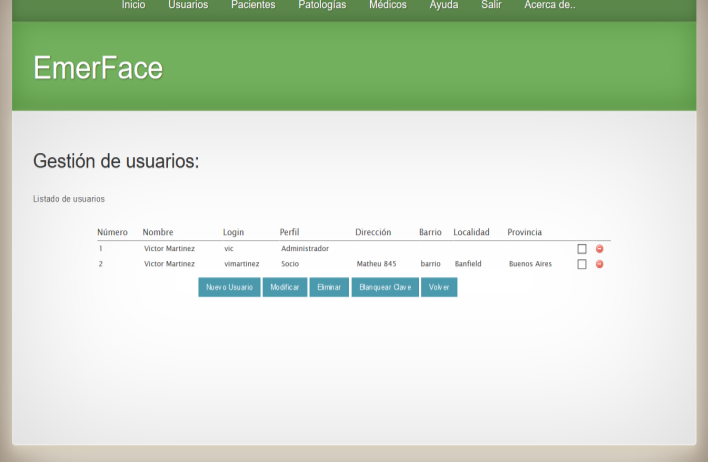 Inicio Usuarios Pacientes Patologías Médicos Ayuda Salir Acerca de..
EmerFace
Gestión de usuarios:
Listado de usuarios
Número Nombre Login Perfil Dirección Barrio Localidad Provincia
1 Victor Martinez vic Administrador
2 Victor Martinez vimartinez Socio Matheu 845 barrio Banfield Buenos Aires
Nuevo Usuario Modificar Eliminar Blanquear Clave Volver